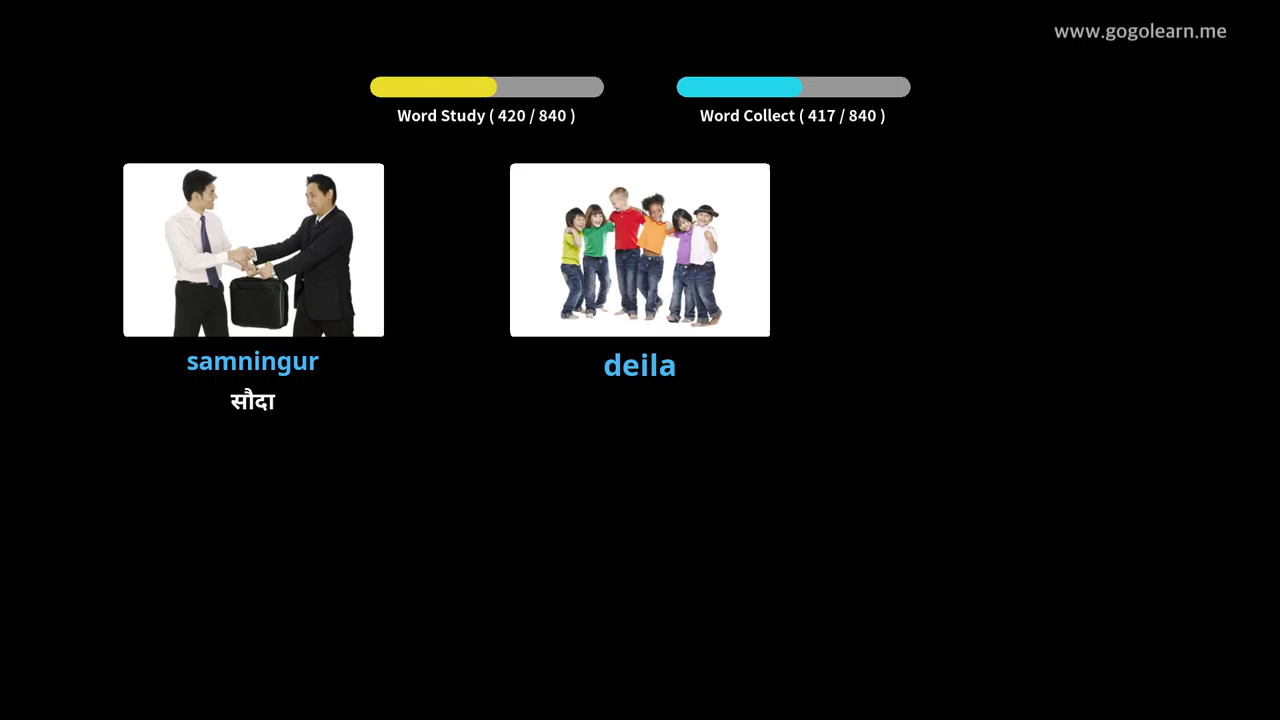 www.gogolearn.me
Word Study ( 420 / 840 )
Word Collect ( 417 / 840 )
samningur
सौदा
deila